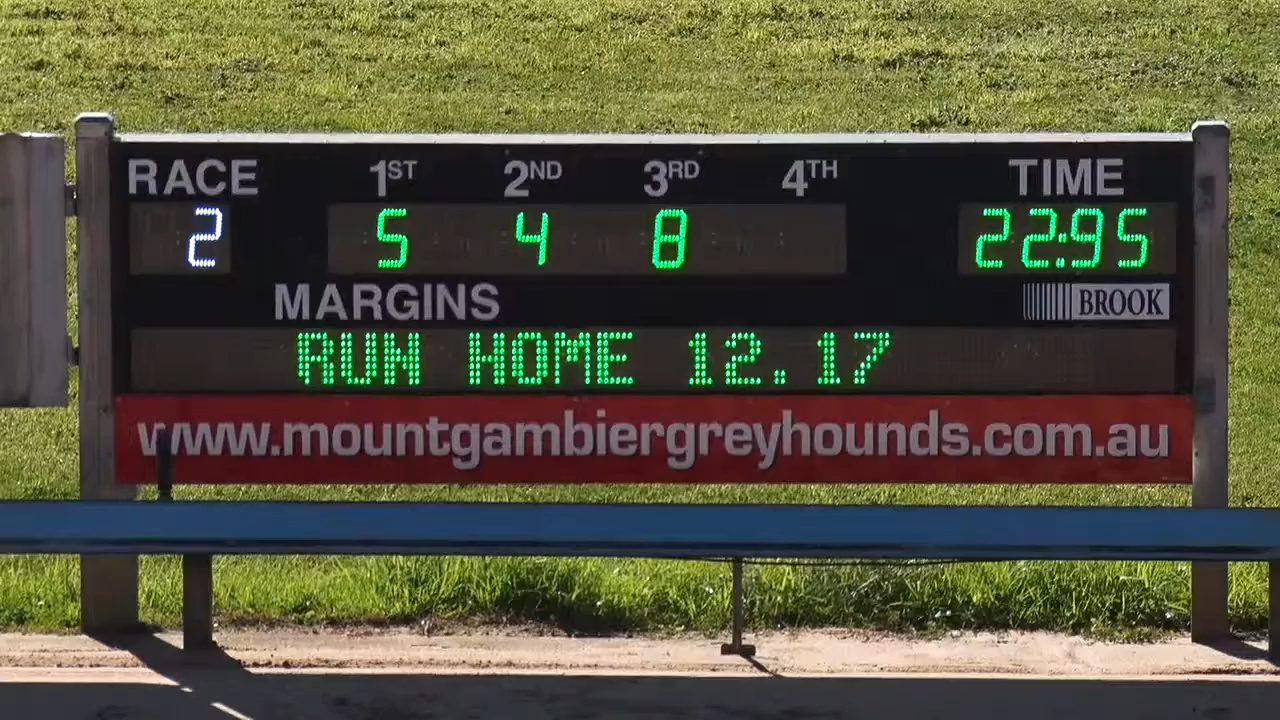 RACE 1ST 2ND 3RD 4TH TIME
2 5 4 8 22:95
MARGINS BROOK
RUN HOME 12.17
www.mountgambiergreyhounds.com.au